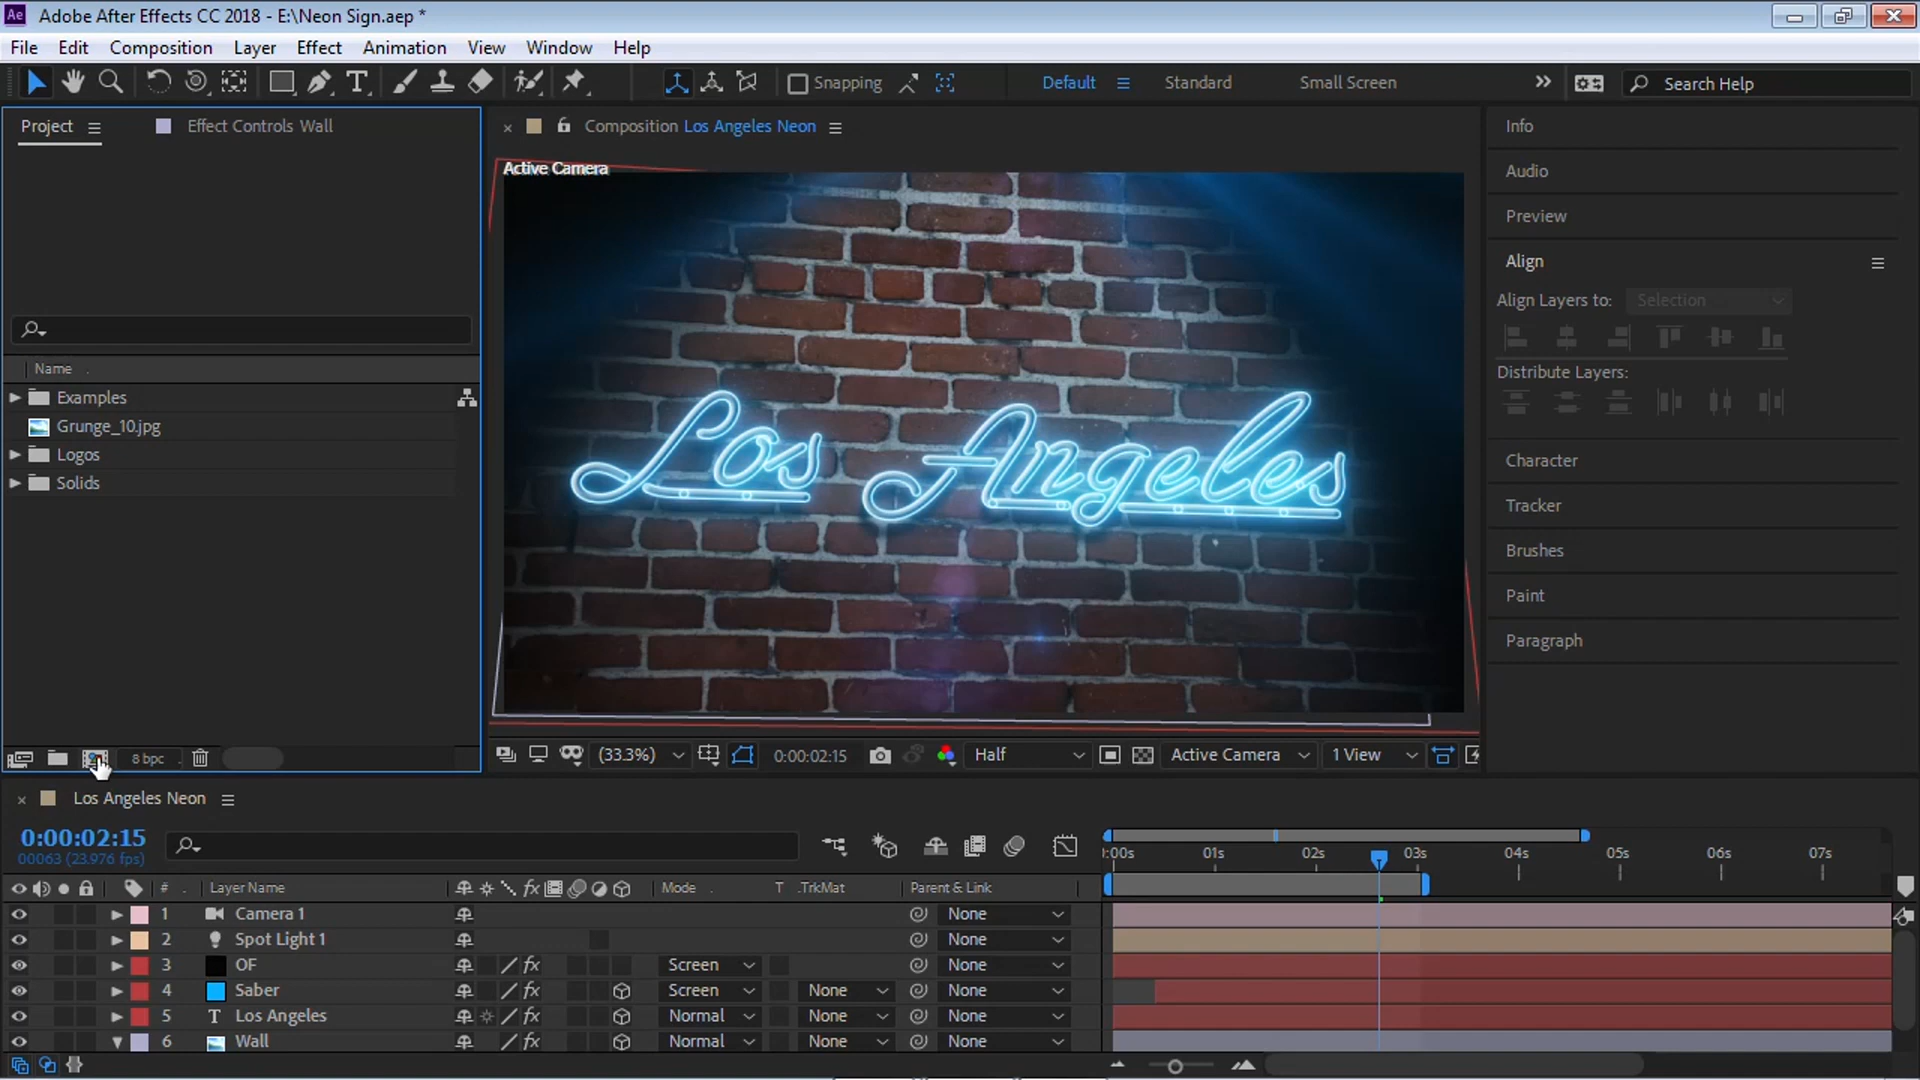 Ae Adobe After Effects CC 2018 - E:\Neon Sign.aep *
File Edit Composition Layer Effect Animation View Window Help
Snapping Default Standard Small Screen Search Help
Project Effect Controls Wall
Composition Los Angeles Neon
Active Camera
Los Angeles
Name
Examples
Grunge_10.jpg
Logos
Solids
8 bpc
(33.3%) 0:00:02:15 Half Active Camera 1 View
Info
Audio
Preview
Align
Align Layers to: Selection
Distribute Layers:
Character
Tracker
Brushes
Paint
Paragraph
Los Angeles Neon
0:00:02:15
00063 (23.976 fps)
):00s 01s 02s 03s 04s 05s 06s 07s
# Layer Name fx Mode T .TrkMat Parent & Link
1 Camera 1 None
2 Spot Light 1 None
3 OF fx Screen None
4 Saber fx Screen None None
5 T Los Angeles fx Normal None None
6 Wall fx Normal None None